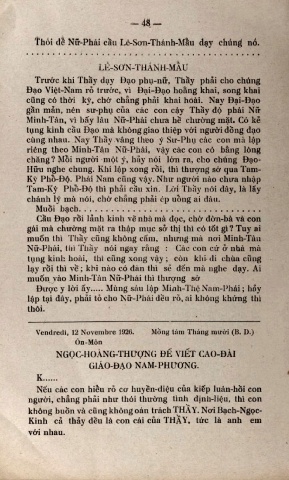 — 48 —
Thôi để Nữ-Phái cầu Lê-Sơn-Thánh-Mẫu dạy chúng nó.
LÊ-SƠN-THÁNH-MẪU
Trước khi Thầy dạy Đạo phụ-nữ, Thầy phải cho chúng
Đạo Việt-Nam rõ trước, vì Đại-Đạo hoằng khai, song khai
cũng có thời kỳ, chớ chẳng phải khai hoài. Nay Đại-Đạo
gần mãn, nên sư-phụ của các con cậy Thầy độ phái Nữ
Minh-Tân, vì bấy lâu Nữ-Phái chưa hề chường mặt. Có kẻ
tụng kinh cầu Đạo mà không giao thiệp với người đồng đạo
cùng nhau. Nay Thầy vâng theo ý Sư-Phụ các con mà lập
riêng theo Minh-Tân Nữ-Phái, vậy các con có bằng lòng
chăng? Mỗi người một ý, hãy nói lớn ra, cho chúng Đạo-
Hữu nghe chung. Khi lập xong rồi, thì thượng sớ qua Tam-
Kỳ Phổ-Độ. Phái Nam cũng vậy. Như người nào chưa nhập
Tam-Kỳ Phổ-Độ thì phải cầu xin. Lời Thầy nói đây, là lấy
chánh lý mà nói, chớ chẳng phải ép uổng ai đâu.
Muồi bạch. . . . . . . . . . . . . . . . . . . . . . . . . . .
Cầu Đạo rồi lãnh kinh về nhà mà đọc, chớ đờn-bà và con
gái mà chường mặt ra thập mục sở thị thì có tốt gì? Tuy ai
muốn thì Thầy cũng không cấm, nhưng mà nơi Minh-Tân
Nữ-Phái, thì Thầy nói ngay rằng: Các con cứ ở nhà mà
tụng kinh hoài, thì cũng xong vậy; còn khi đi chùa cúng
lạy rồi thì về; khi nào có đàn thì sẽ đến mà nghe dạy. Ai
muốn vào Minh-Tân Nữ-Phái thì thượng sớ
Được y lời ấy..... Mùng sáu lập Minh-Thệ Nam-Phái; hãy
lập tại đây, phải tỏ cho Nữ-Phái đều rõ, ai không khứng thì
thôi.
Vendredi, 12 Novembre 1926. Mồng tám Tháng mười (B. D.)
Ôn-Môn
NGỌC-HOÀNG-THƯỢNG ĐẾ VIẾT CAO-ĐÀI
GIÁO-ĐẠO NAM-PHƯƠNG.
K......
Nếu các con hiểu rõ cơ huyền-diệu của kiếp luân-hồi con
người, chẳng phải như thói thường tình định-liệu, thì con
không buồn và cũng không oán trách THẦY. Nơi Bạch-Ngọc-
Kinh cả thảy đều là con cái của THẦY, tức là anh em
với nhau.